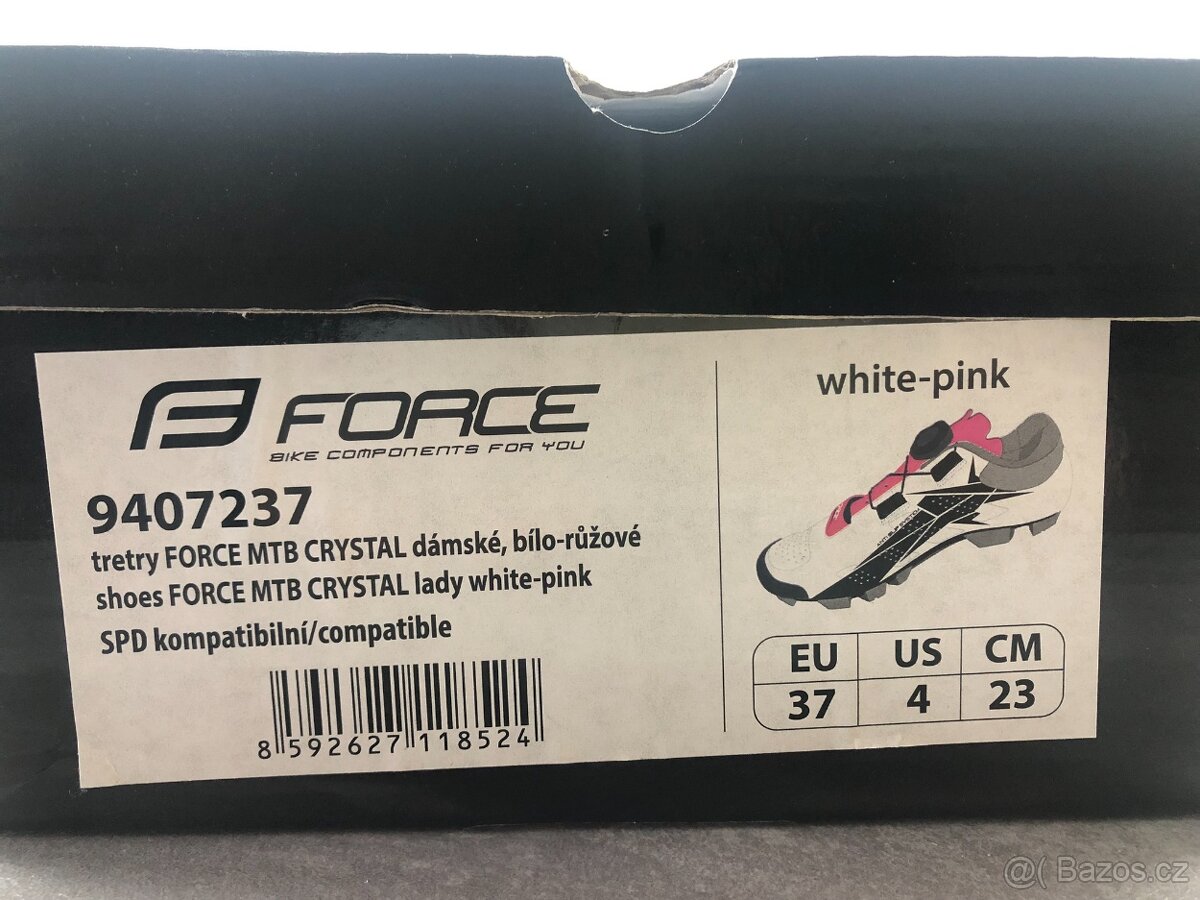 FORCE
BIKE COMPONENTS FOR YOU
9407237
tretry FORCE MTB CRYSTAL dámské, bílo-růžové
shoes FORCE MTB CRYSTAL lady white-pink
SPD kompatibilní/compatible
8 592627 118524
white-pink
EU US CM
37 4 23
@( Bazos.cz